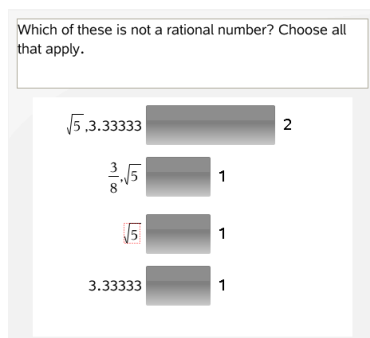 Which of these is not a rational number? Choose all
that apply.
√5,3.33333 2
3/8,√5 1
√5 1
3.33333 1